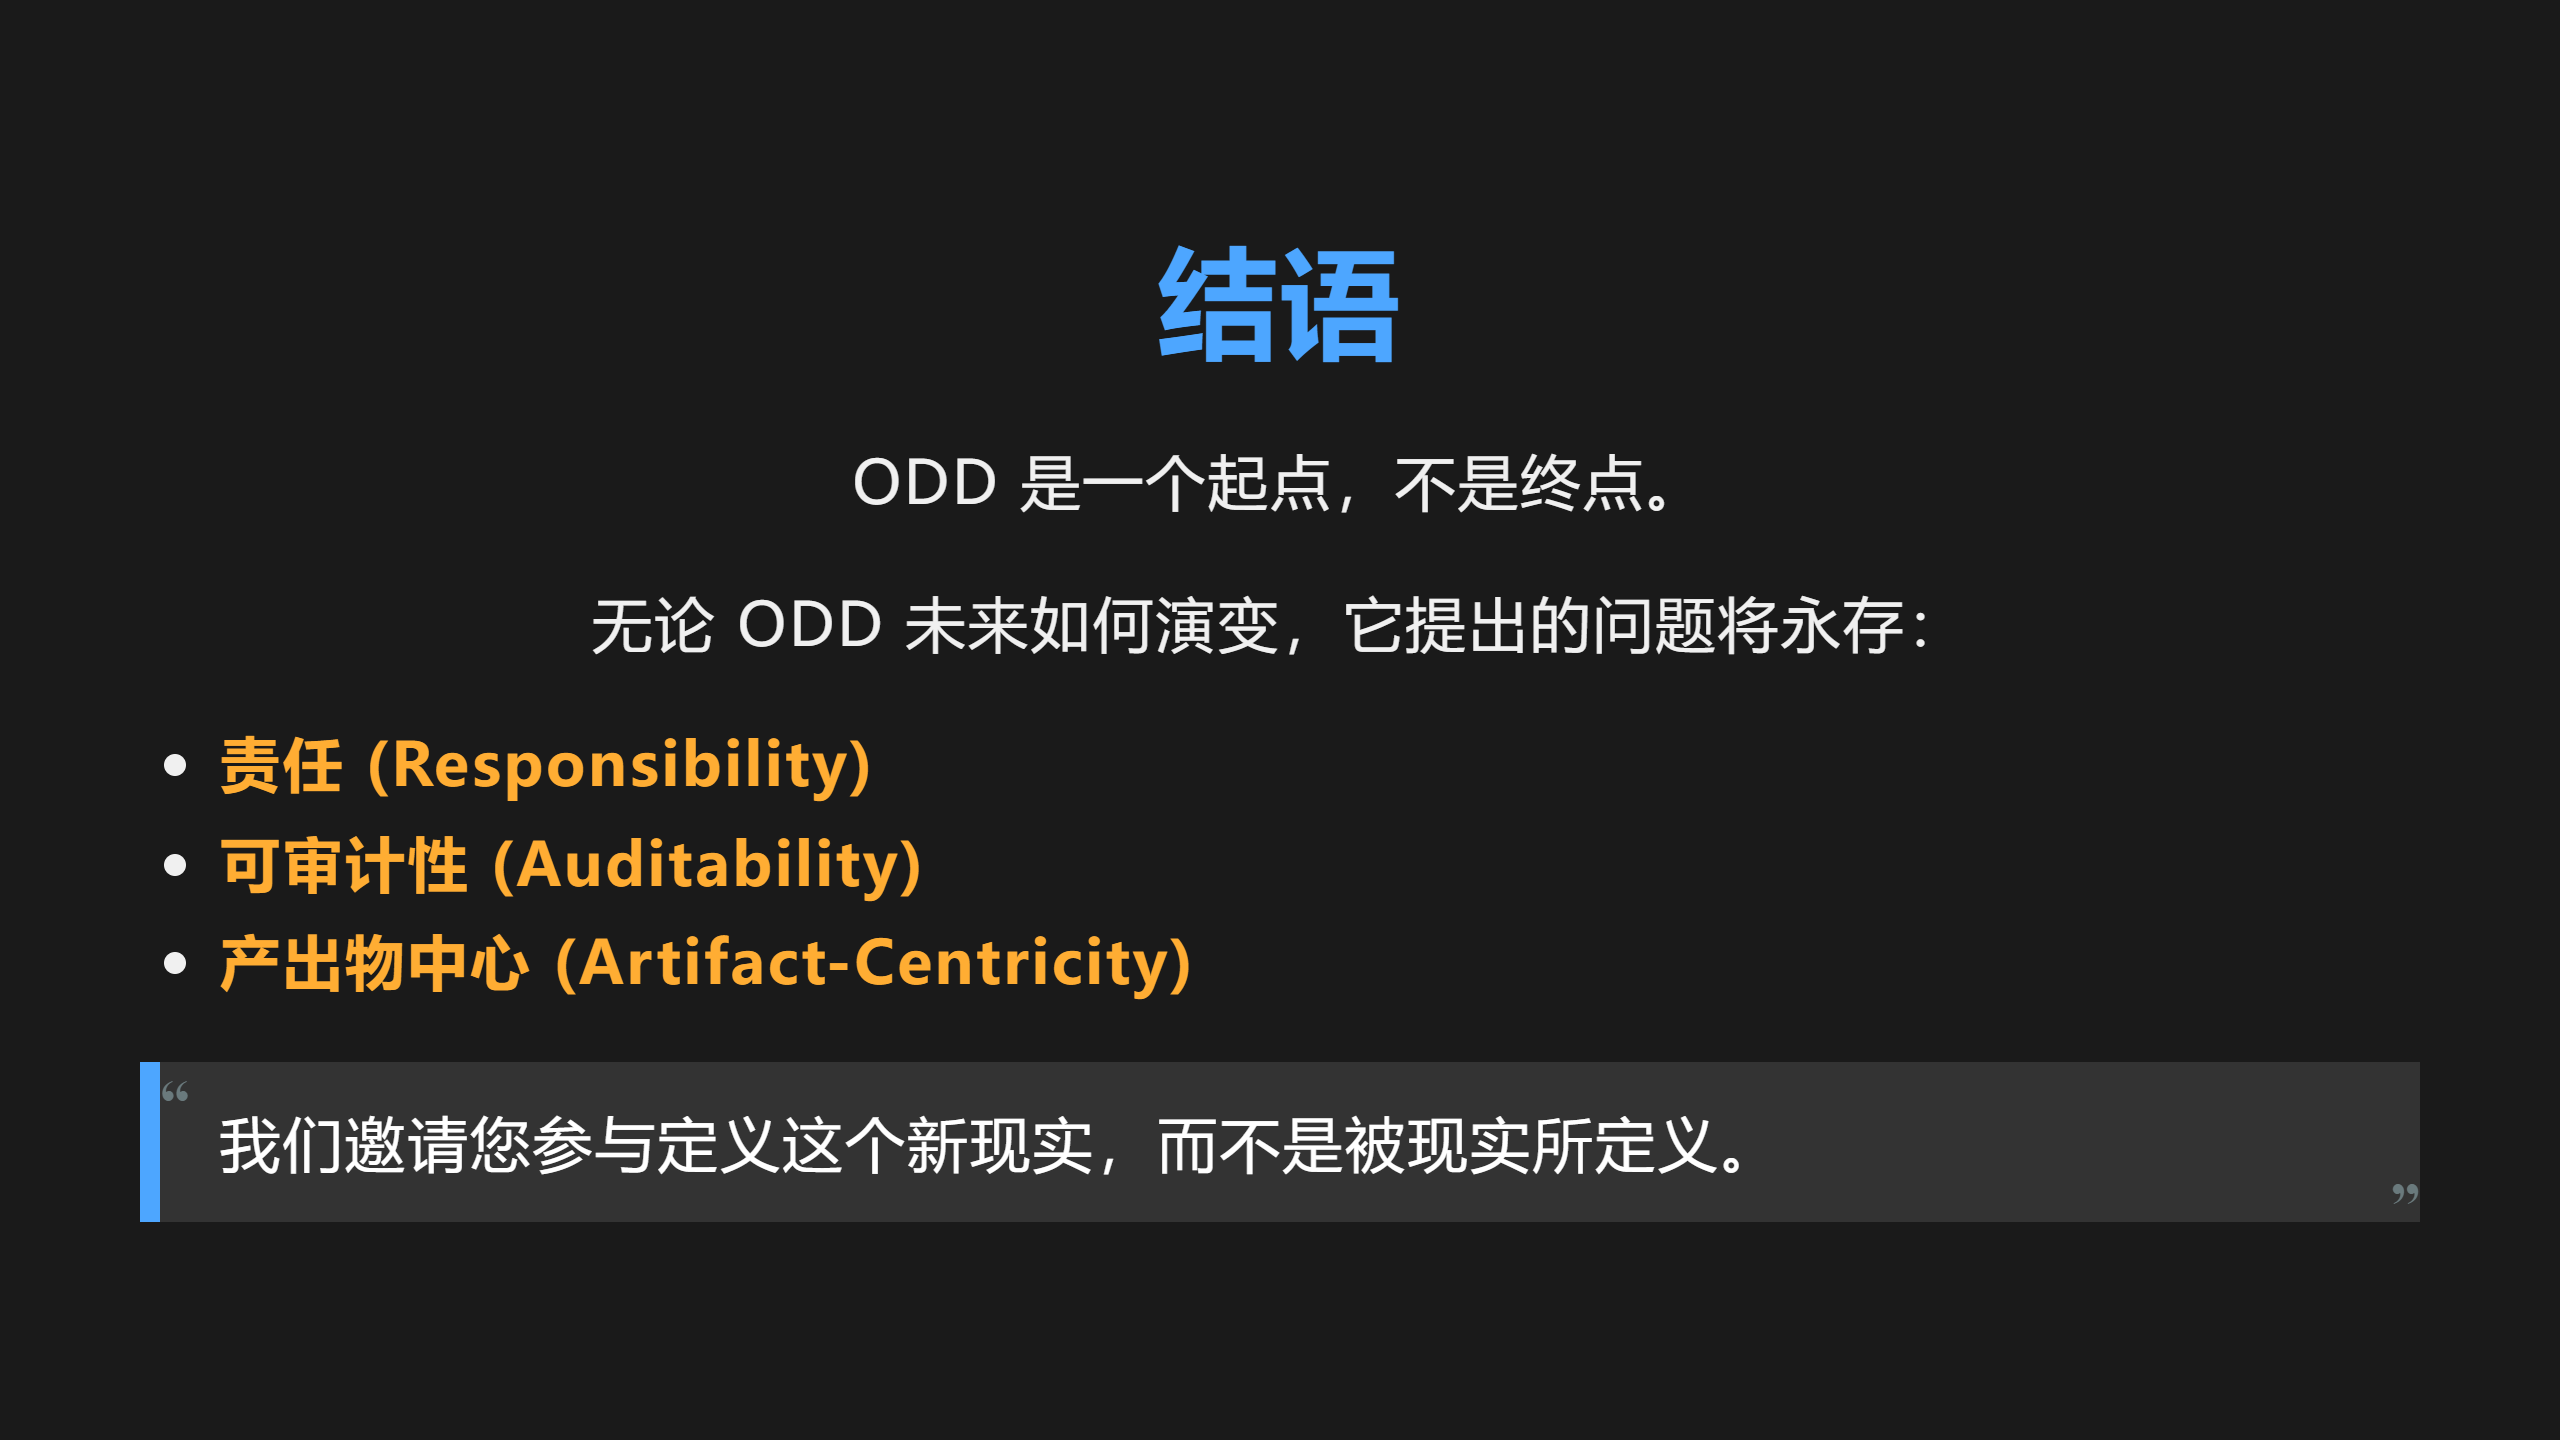 结语
ODD 是一个起点，不是终点。
无论 ODD 未来如何演变，它提出的问题将永存：
• 责任 (Responsibility)
• 可审计性 (Auditability)
• 产出物中心 (Artifact-Centricity)
“我们邀请您参与定义这个新现实，而不是被现实所定义。”